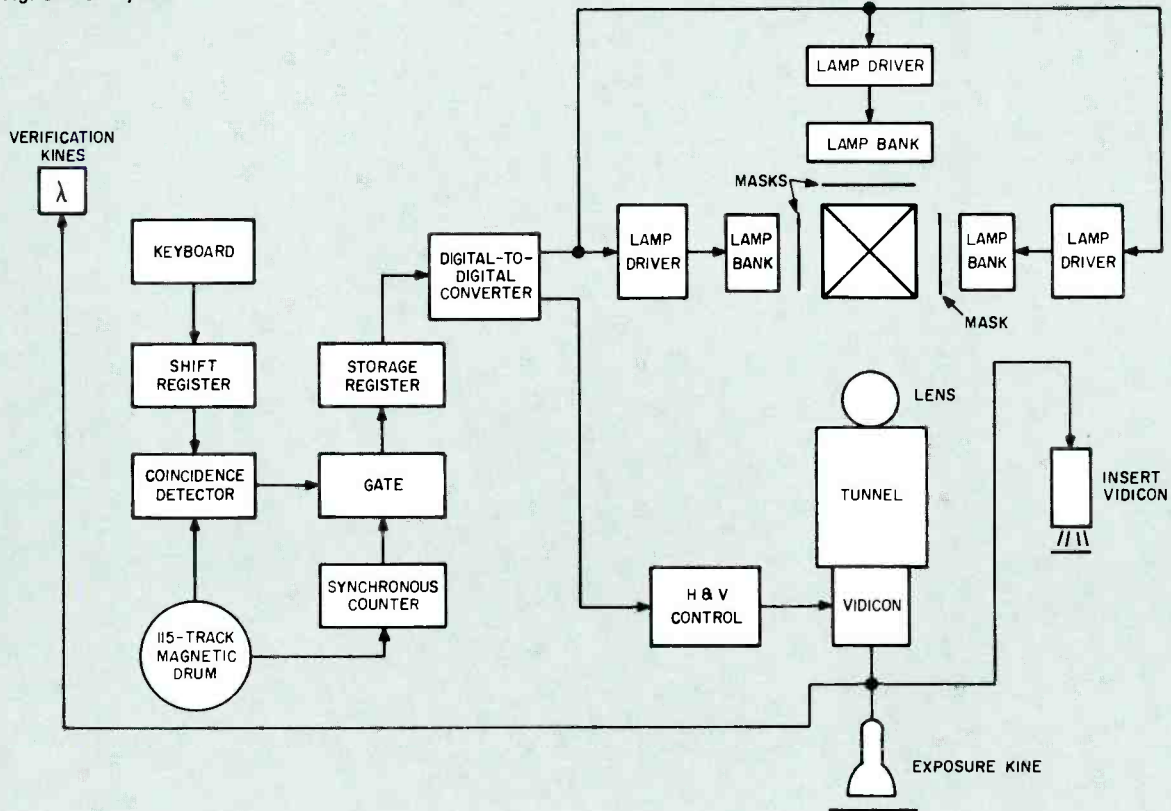 LAMP DRIVER
LAMP BANK
MASKS
VERIFICATION
KINES
λ
KEYBOARD
SHIFT
REGISTER
COINCIDENCE
DETECTOR
115-TRACK
MAGNETIC
DRUM
STORAGE
REGISTER
GATE
SYNCHRONOUS
COUNTER
DIGITAL-TO-
DIGITAL
CONVERTER
LAMP
DRIVER
LAMP
BANK
LAMP
BANK
LAMP
DRIVER
MASK
LENS
TUNNEL
H & V
CONTROL
VIDICON
INSERT
VIDICON
EXPOSURE KINE